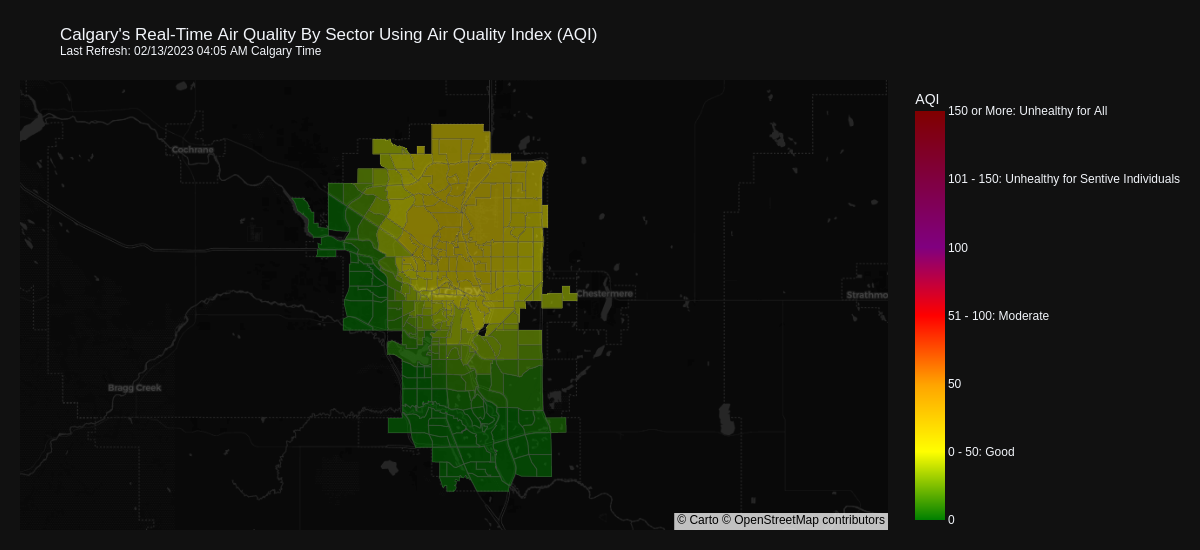 Calgary's Real-Time Air Quality By Sector Using Air Quality Index (AQI)
Last Refresh: 02/13/2023 04:05 AM Calgary Time
AQI
150 or More: Unhealthy for All
Cochrane
101 - 150: Unhealthy for Sentive Individuals
100
Chestermere
Strathmo
51 - 100: Moderate
50
Bragg Creek
0 - 50: Good
0
© Carto © OpenStreetMap contributors